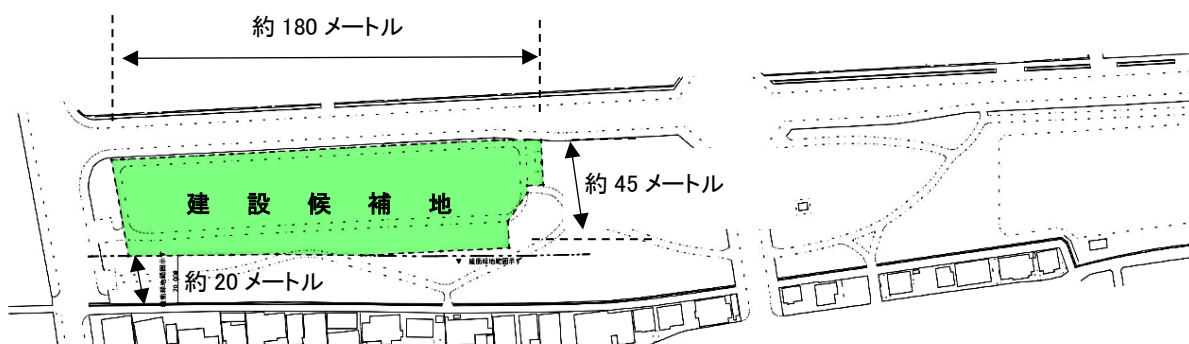 約 180 メートル
約 45 メートル
建 設 候 補 地
約 20 メートル